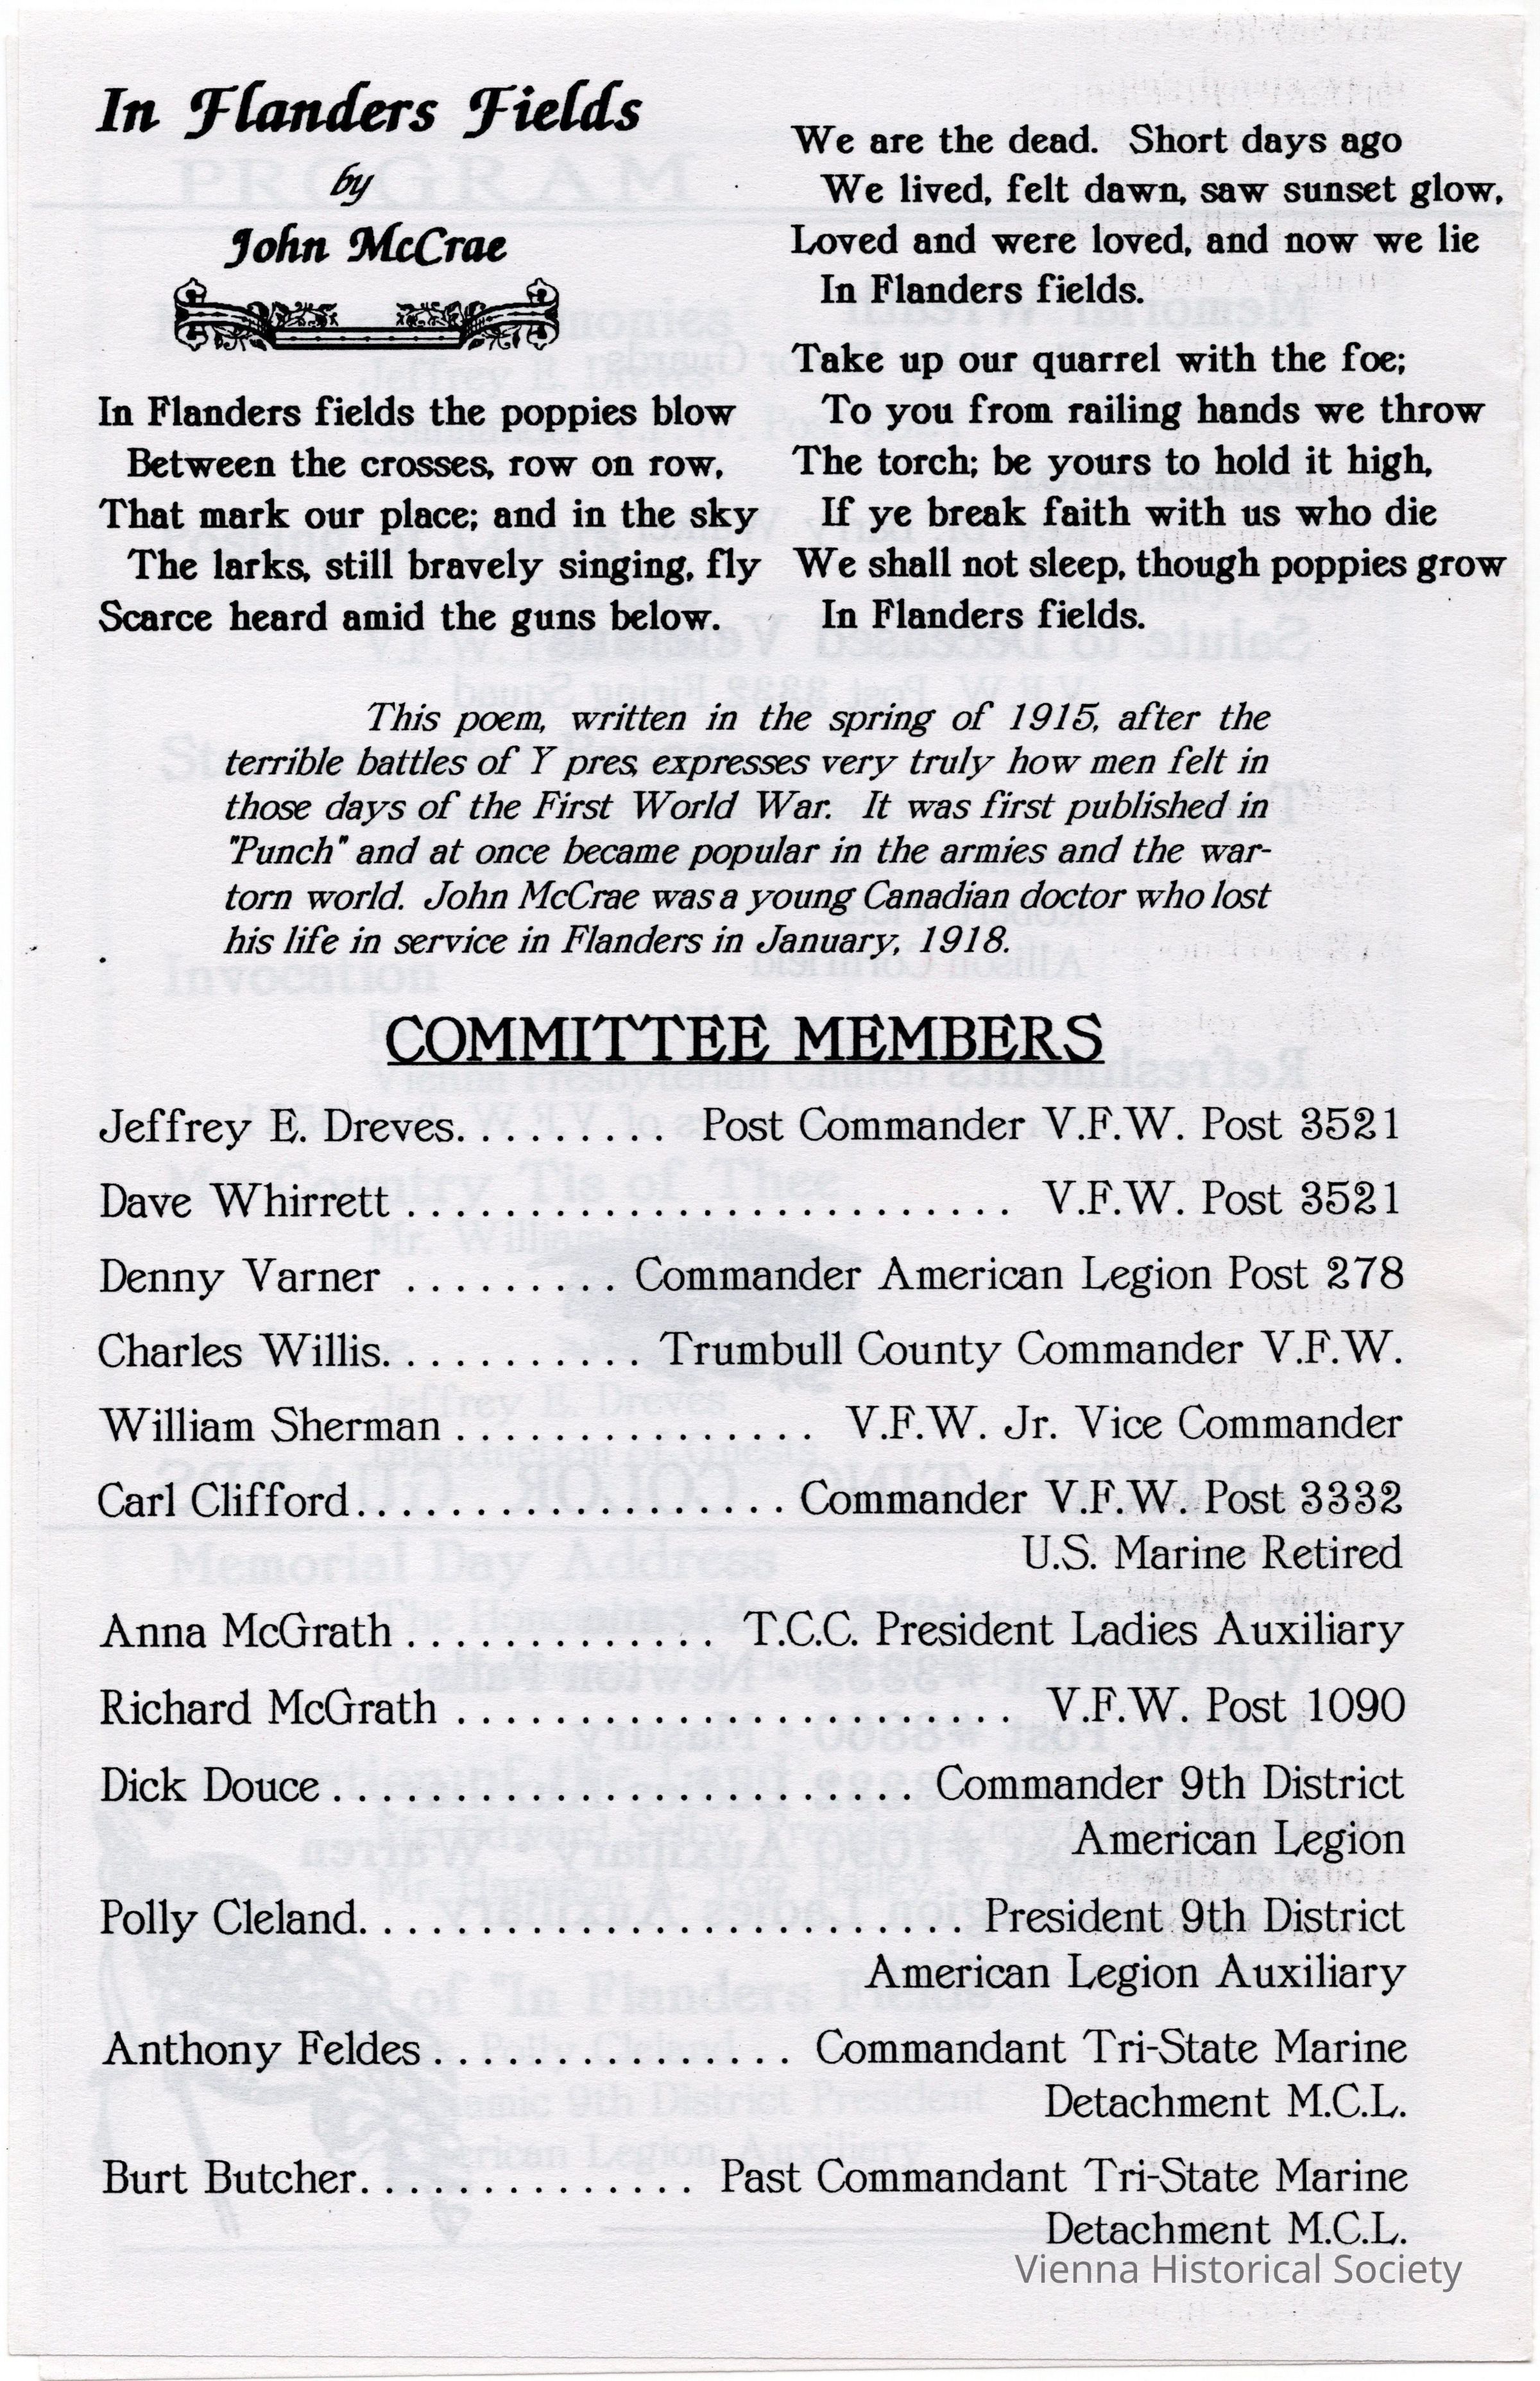 In Flanders Fields
by
John McCrae
In Flanders fields the poppies blow
Between the crosses, row on row,
That mark our place; and in the sky
The larks, still bravely singing, fly
Scarce heard amid the guns below.
We are the dead. Short days ago
We lived, felt dawn, saw sunset glow,
Loved and were loved, and now we lie
In Flanders fields.
Take up our quarrel with the foe;
To you from railing hands we throw
The torch; be yours to hold it high,
If ye break faith with us who die
We shall not sleep, though poppies grow
In Flanders fields.
This poem, written in the spring of 1915, after the
terrible battles of Y pres, expresses very truly how men felt in
those days of the First World War. It was first published in
"Punch" and at once became popular in the armies and the war-
torn world. John McCrae was a young Canadian doctor who lost
his life in service in Flanders in January, 1918.
COMMITTEE MEMBERS
Jeffrey E. Dreves......... Post Commander V.F.W. Post 3521
Dave Whirrett ......................... V.F.W. Post 3521
Denny Varner ......... Commander American Legion Post 278
Charles Willis........... Trumbull County Commander V.F.W.
William Sherman ............... V.F.W. Jr. Vice Commander
Carl Clifford.................. Commander V.F.W. Post 3332
U.S. Marine Retired
Anna McGrath ............. T.C.C. President Ladies Auxiliary
Richard McGrath ....................... V.F.W. Post 1090
Dick Douce ........................ Commander 9th District
American Legion
Polly Cleland......................... President 9th District
American Legion Auxiliary
Anthony Feldes ............... Commandant Tri-State Marine
Detachment M.C.L.
Burt Butcher.............. Past Commandant Tri-State Marine
Detachment M.C.L.
Vienna Historical Society